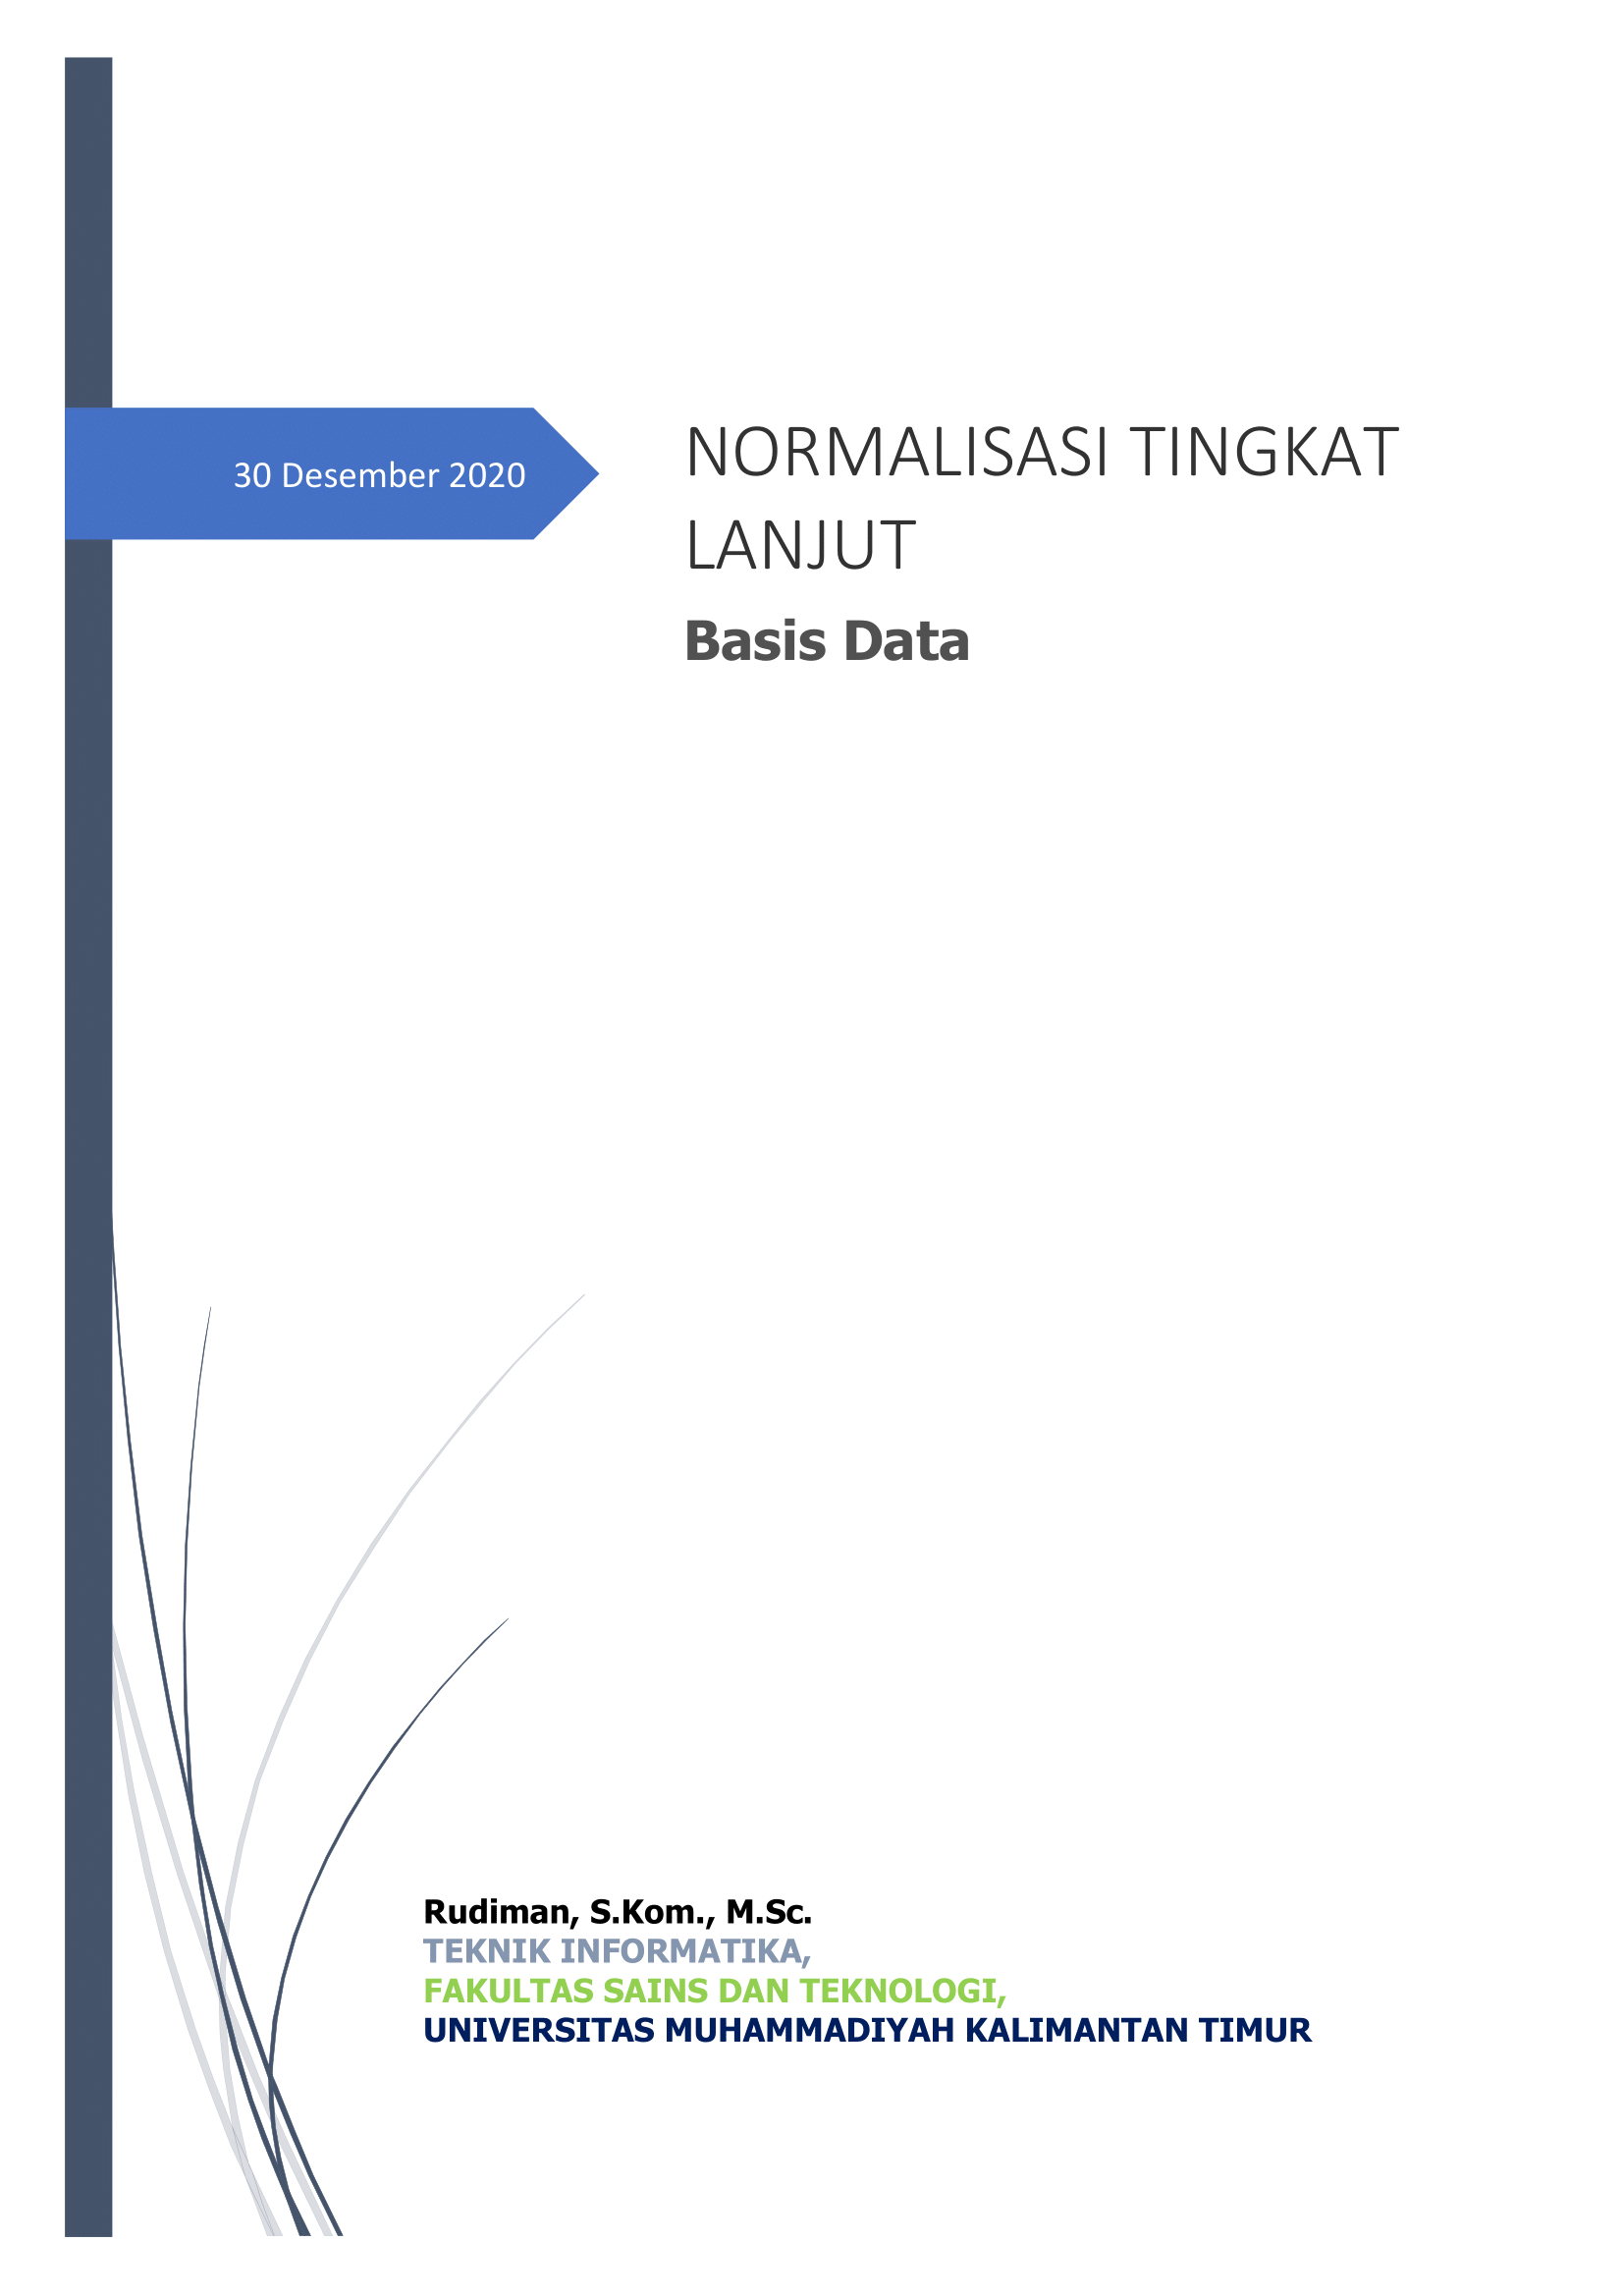 30 Desember 2020
NORMALISASI TINGKAT
LANJUT
Basis Data
Rudiman, S.Kom., M.Sc.
TEKNIK INFORMATIKA,
FAKULTAS SAINS DAN TEKNOLOGI,
UNIVERSITAS MUHAMMADIYAH KALIMANTAN TIMUR